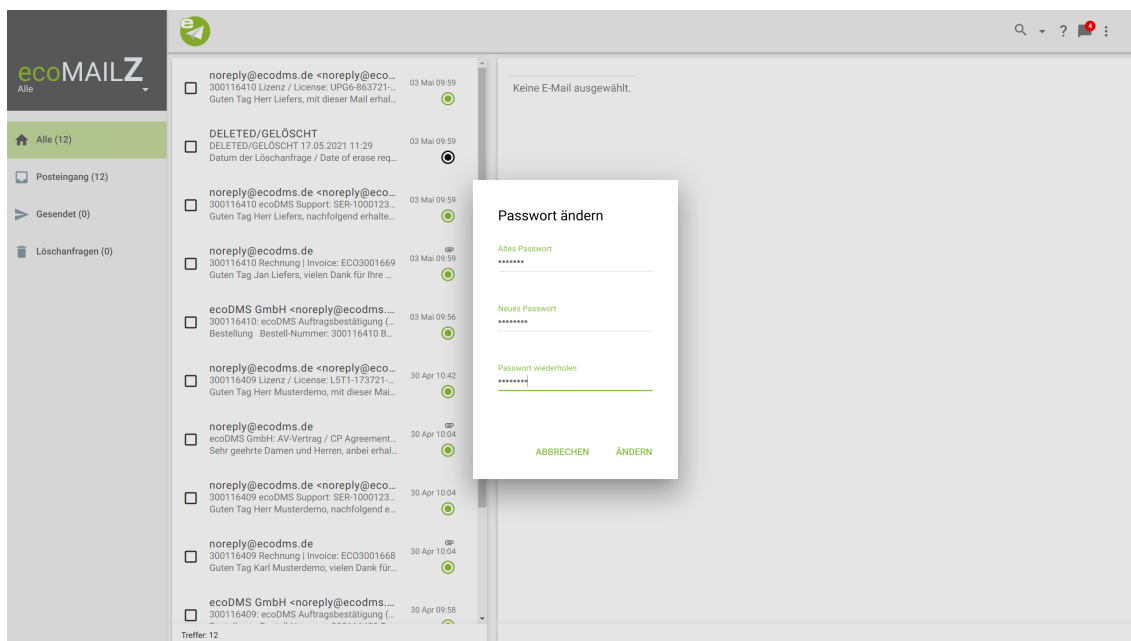 ecoMAILZ
Alle
e
4
?
Alle (12)
Posteingang (12)
Gesendet (0)
Löschanfragen (0)
noreply@ecodms.de <noreply@eco...
03 Mai 09:59
300116410 Lizenz / License: UPG6-863721-...
Guten Tag Herr Liefers, mit dieser Mail erhal...
DELETED/GELÖSCHT
03 Mai 09:59
DELETED/GELÖSCHT 17.05.2021 11:29
Datum der Löschanfrage / Date of erase req...
noreply@ecodms.de <noreply@eco...
03 Mai 09:59
300116410 ecoDMS Support: SER-1000123...
Guten Tag Herr Liefers, nachfolgend erhalte...
noreply@ecodms.de
03 Mai 09:59
300116410 Rechnung | Invoice: ECO3001669
Guten Tag Jan Liefers, vielen Dank für Ihre ...
ecoDMS GmbH <noreply@ecodms....
03 Mai 09:56
300116410: ecoDMS Auftragsbestätigung (...
Bestellung Bestell-Nummer: 300116410 B...
noreply@ecodms.de <noreply@eco...
30 Apr 10:42
300116409 Lizenz / License: L5T1-173721-...
Guten Tag Herr Musterdemo, mit dieser Mai...
noreply@ecodms.de
30 Apr 10:04
ecoDMS GmbH: AV-Vertrag / CP Agreement...
Sehr geehrte Damen und Herren, anbei erhal...
noreply@ecodms.de <noreply@eco...
30 Apr 10:04
300116409 ecoDMS Support: SER-1000123...
Guten Tag Herr Musterdemo, nachfolgend e...
noreply@ecodms.de
30 Apr 10:04
300116409 Rechnung | Invoice: ECO3001668
Guten Tag Karl Musterdemo, vielen Dank für...
ecoDMS GmbH <noreply@ecodms....
30 Apr 09:58
300116409: ecoDMS Auftragsbestätigung (...
Treffer: 12
Keine E-Mail ausgewählt.
Passwort ändern
Altes Passwort
•••••••
Neues Passwort
••••••••
Passwort wiederholen
••••••••
ABBRECHEN ÄNDERN